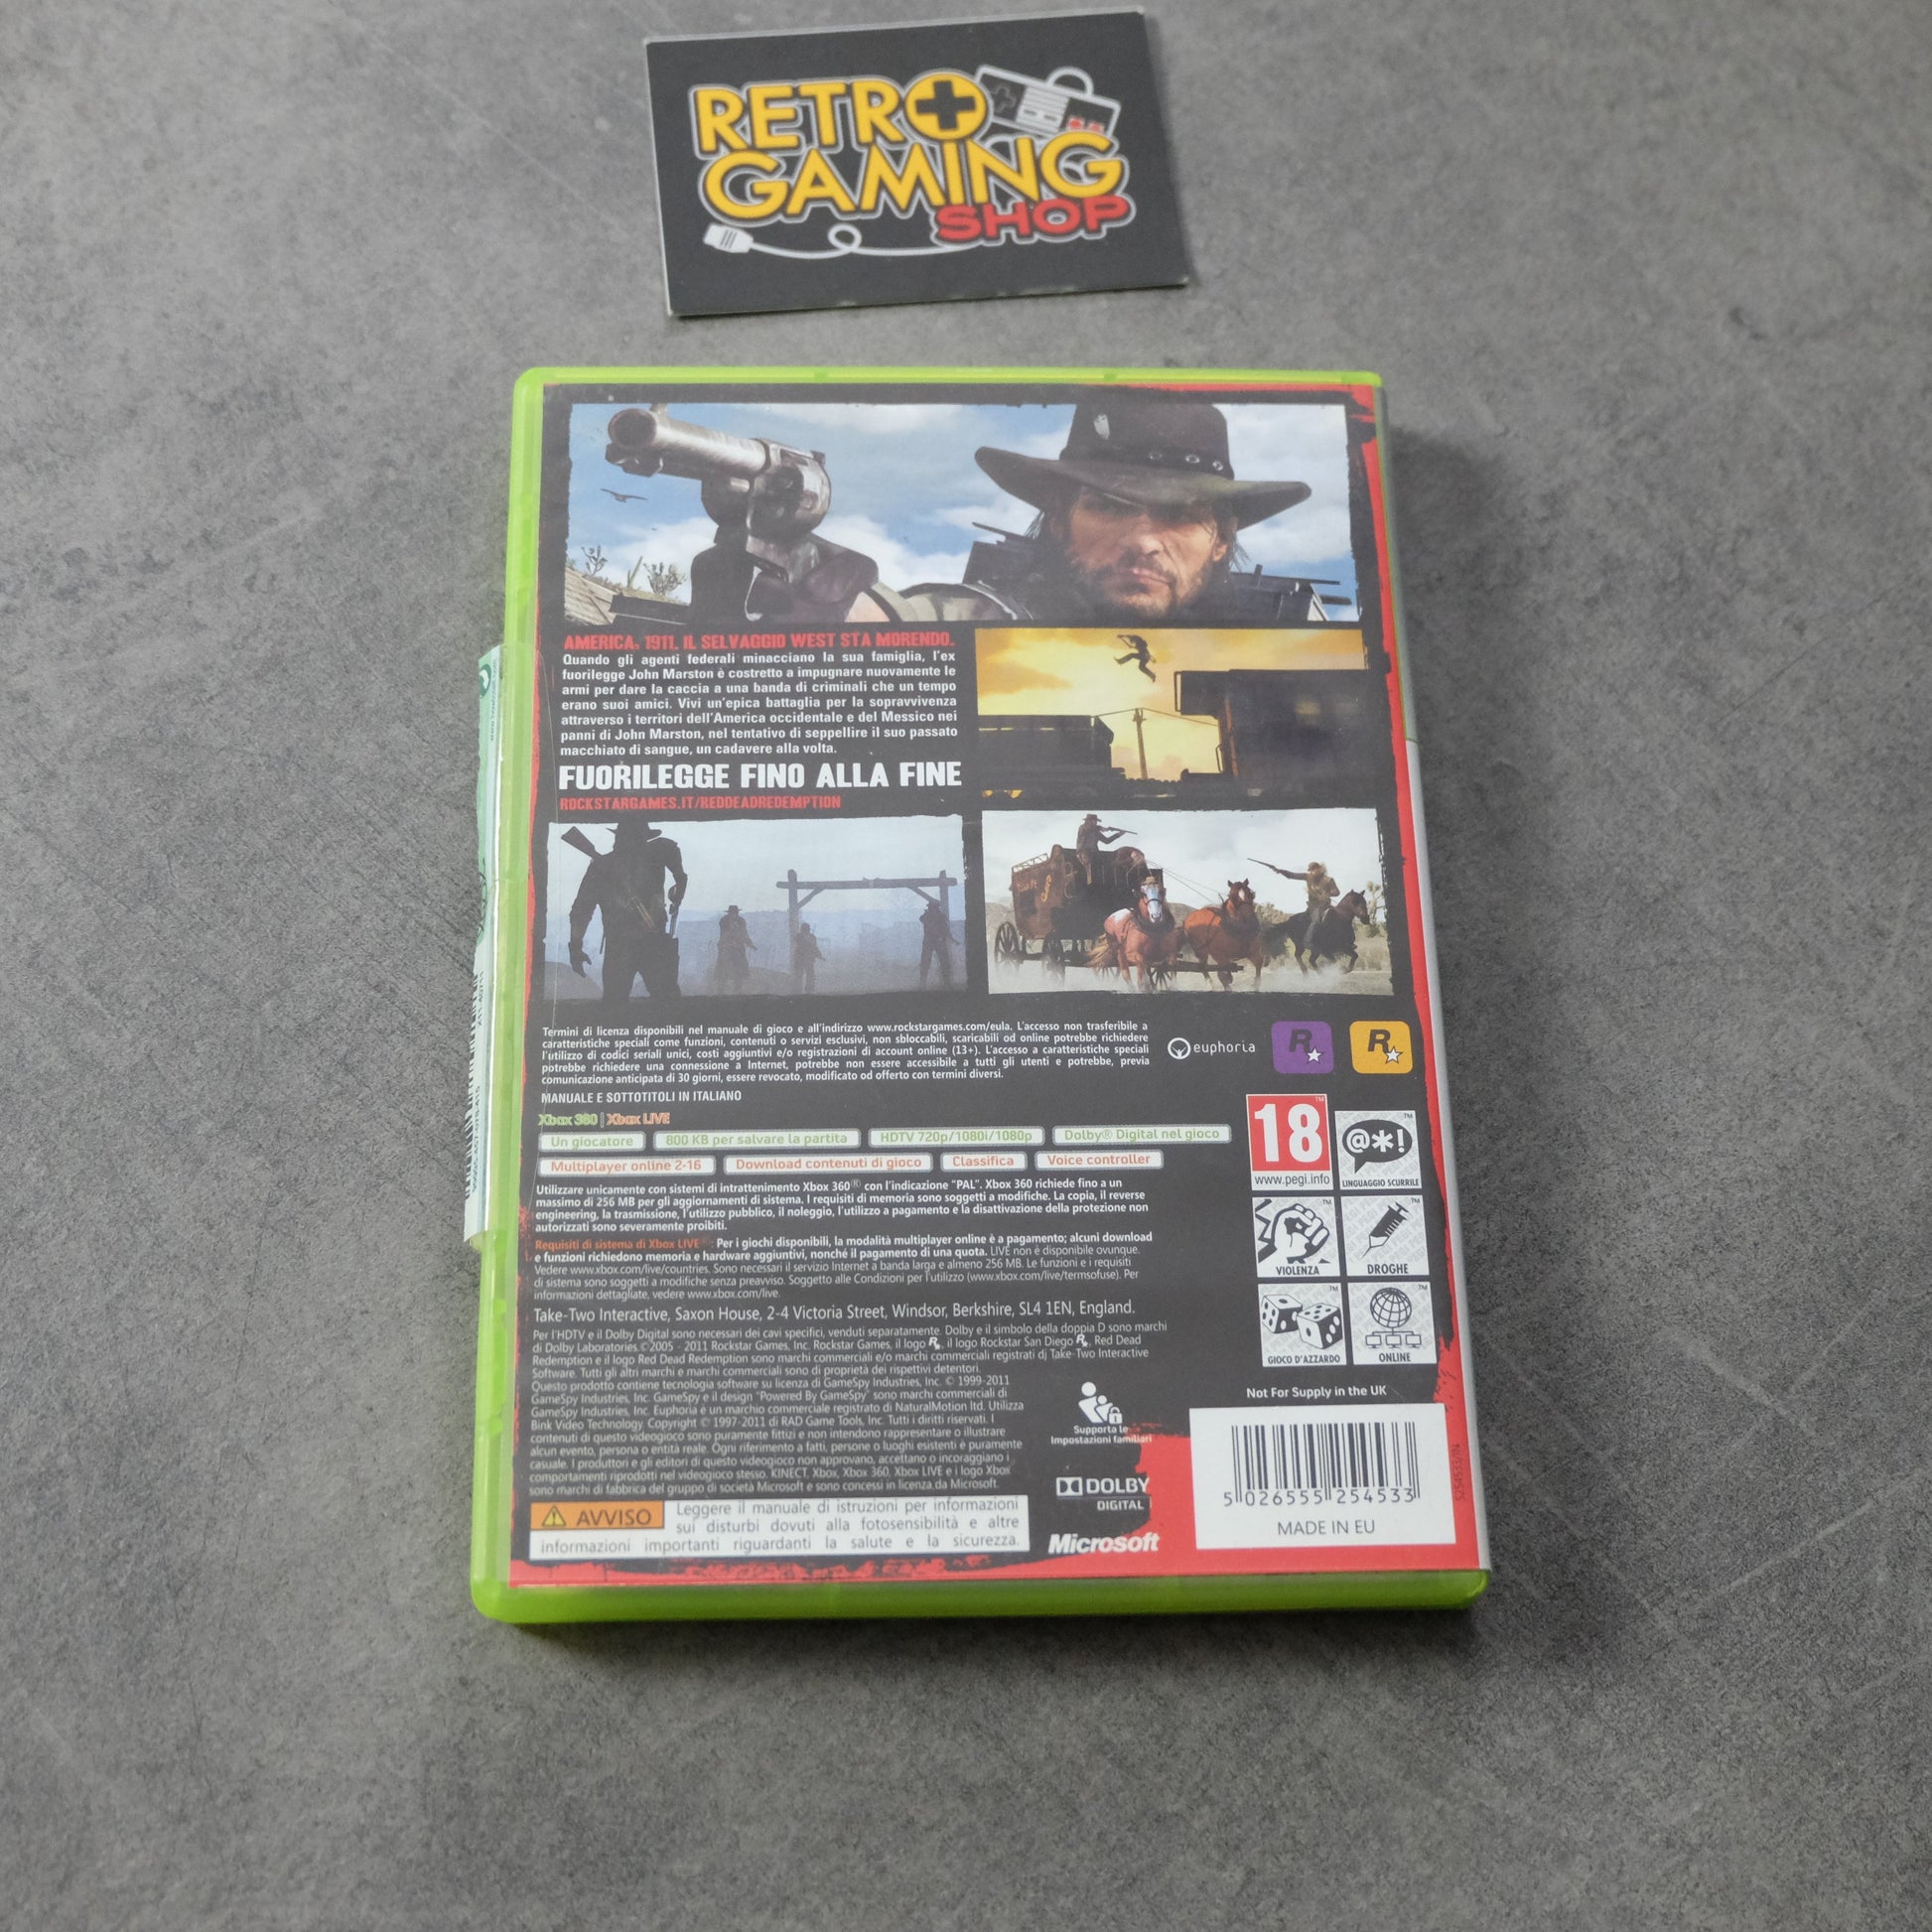 RETRO
GAMING
SHOP
AMERICA, 1911. IL SELVAGGIO WEST STA MORENDO.
Quando gli agenti federali minacciano la sua famiglia, l'ex
fuorilegge John Marston è costretto a impugnare nuovamente le
armi per dare la caccia a una banda di criminali che un tempo
erano suoi amici. Vivi un'epica battaglia per la sopravvivenza
attraverso i territori dell'America occidentale e del Messico nei
panni di John Marston, nel tentativo di seppellire il suo passato
macchiato di sangue, un cadavere alla volta.
FUORILEGGE FINO ALLA FINE
ROCKSTARGAMES.IT/REDDEADREDEMPTION
Termini di licenza disponibili nel manuale di gioco e all'indirizzo www.rockstargames.com/eula. L'accesso non trasferibile a
caratteristiche speciali come funzioni, contenuti o servizi esclusivi, non sbloccabili, scaricabili od online potrebbe richiedere
l'utilizzo di codici seriali unici, costi aggiuntivi e/o registrazioni di account online (13+). L'accesso a caratteristiche speciali
potrebbe richiedere una connessione a Internet, potrebbe non essere accessibile a tutti gli utenti e potrebbe, previa
comunicazione anticipata di 30 giorni, essere revocato, modificato od offerto con termini diversi.
euphoria
R
R
MANUALE E SOTTOTITOLI IN ITALIANO
Xbox 360 | Xbox LIVE
Un giocatore 800 KB per salvare la partita HDTV 720p/1080i/1080p Dolby® Digital nel gioco
Multiplayer online 2-16 Download contenuti di gioco Classifica Voice controller
Utilizzare unicamente con sistemi di intrattenimento Xbox 360® con l'indicazione "PAL". Xbox 360 richiede fino a un
massimo di 256 MB per gli aggiornamenti di sistema. I requisiti di memoria sono soggetti a modifiche. La copia, il reverse
engineering, la trasmissione, l'utilizzo pubblico, il noleggio, l'utilizzo a pagamento e la disattivazione della protezione non
autorizzati sono severamente proibiti.
Requisiti di sistema di Xbox LIVE®: Per i giochi disponibili, la modalità multiplayer online è a pagamento; alcuni download
e funzioni richiedono memoria e hardware aggiuntivi, nonché il pagamento di una quota. LIVE non è disponibile ovunque.
Vedere www.xbox.com/live/countries. Sono necessari il servizio Internet a banda larga e almeno 256 MB. Le funzioni e i requisiti
di sistema sono soggetti a modifiche senza preavviso. Soggetto alle Condizioni per l'utilizzo (www.xbox.com/live/termsofuse). Per
informazioni dettagliate, vedere www.xbox.com/live.
Take-Two Interactive, Saxon House, 2-4 Victoria Street, Windsor, Berkshire, SL4 1EN, England.
Per l'HDTV e il Dolby Digital sono necessari dei cavi specifici, venduti separatamente. Dolby e il simbolo della doppia D sono marchi
di Dolby Laboratories. ©2005 - 2011 Rockstar Games, Inc. Rockstar Games, il logo R, il logo Rockstar San Diego R, Red Dead
Redemption e il logo Red Dead Redemption sono marchi commerciali e/o marchi commerciali registrati di Take-Two Interactive
Software. Tutti gli altri marchi e marchi commerciali sono di proprietà dei rispettivi detentori.
Questo prodotto contiene tecnologia software su licenza di GameSpy Industries, Inc. © 1999-2011
GameSpy Industries, Inc. GameSpy e il design "Powered By GameSpy" sono marchi commerciali di
GameSpy Industries, Inc. Euphoria è un marchio commerciale registrato di NaturalMotion ltd. Utilizza
Bink Video Technology. Copyright © 1997-2011 di RAD Game Tools, Inc. Tutti i diritti riservati. I
contenuti di questo videogioco sono puramente fittizi e non intendono rappresentare o illustrare
alcun evento, persona o entità reale. Ogni riferimento a fatti, persone o luoghi esistenti è puramente
casuale. I produttori e gli editori di questo videogioco non approvano, accettano o incoraggiano i
comportamenti riprodotti nel videogioco stesso. KINECT, Xbox, Xbox 360, Xbox LIVE e i logo Xbox
sono marchi di fabbrica del gruppo di società Microsoft e sono concessi in licenza da Microsoft.
AVVISO
Leggere il manuale di istruzioni per informazioni
sui disturbi dovuti alla fotosensibilità e altre
informazioni importanti riguardanti la salute e la sicurezza.
18
www.pegi.info
@*!
LINGUAGGIO SCURRILE
VIOLENZA
DROGHE
GIOCO D'AZZARDO
ONLINE
Supporta le
Impostazioni familiari
DOLBY
DIGITAL
Microsoft
Not For Supply in the UK
5 026555 254533
MADE IN EU